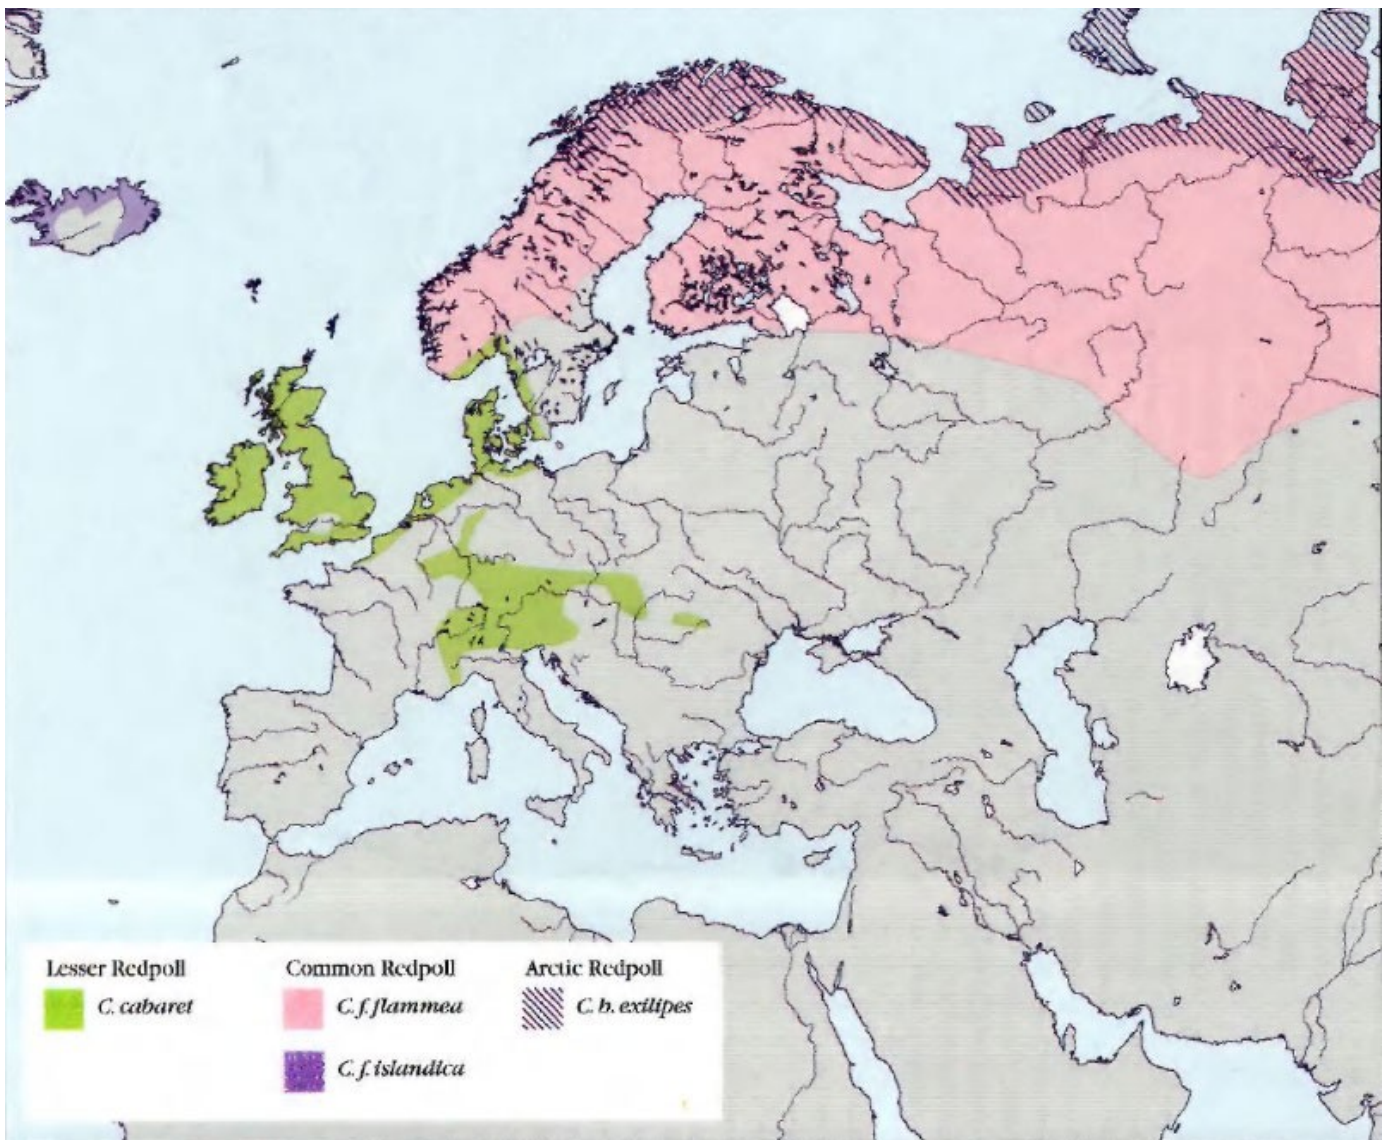 Lesser Redpoll
C. cabaret
Common Redpoll
C. f. flammea
C. f. islandica
Arctic Redpoll
C. h. exilipes